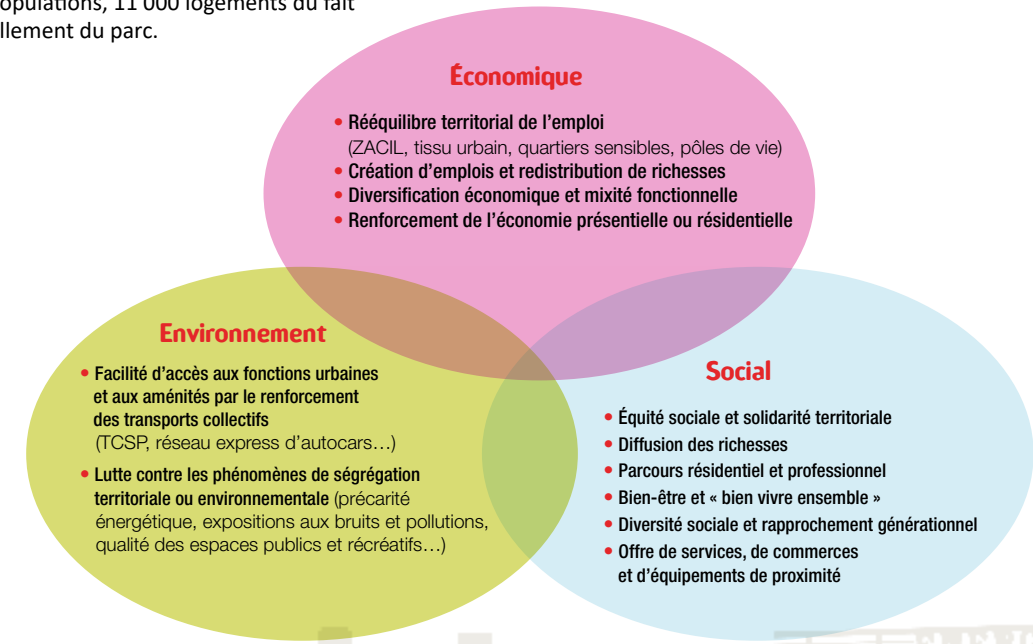 opulations, 11 000 logements du fait
llement du parc.
Économique
• Rééquilibre territorial de l’emploi
(ZACIL, tissu urbain, quartiers sensibles, pôles de vie)
• Création d’emplois et redistribution de richesses
• Diversification économique et mixité fonctionnelle
• Renforcement de l’économie présentielle ou résidentielle
Environnement
• Facilité d’accès aux fonctions urbaines
et aux aménités par le renforcement
des transports collectifs
(TCSP, réseau express d’autocars…)
• Lutte contre les phénomènes de ségrégation
territoriale ou environnementale (précarité
énergétique, expositions aux bruits et pollutions,
qualité des espaces publics et récréatifs…)
Social
• Équité sociale et solidarité territoriale
• Diffusion des richesses
• Parcours résidentiel et professionnel
• Bien-être et « bien vivre ensemble »
• Diversité sociale et rapprochement générationnel
• Offre de services, de commerces
et d’équipements de proximité